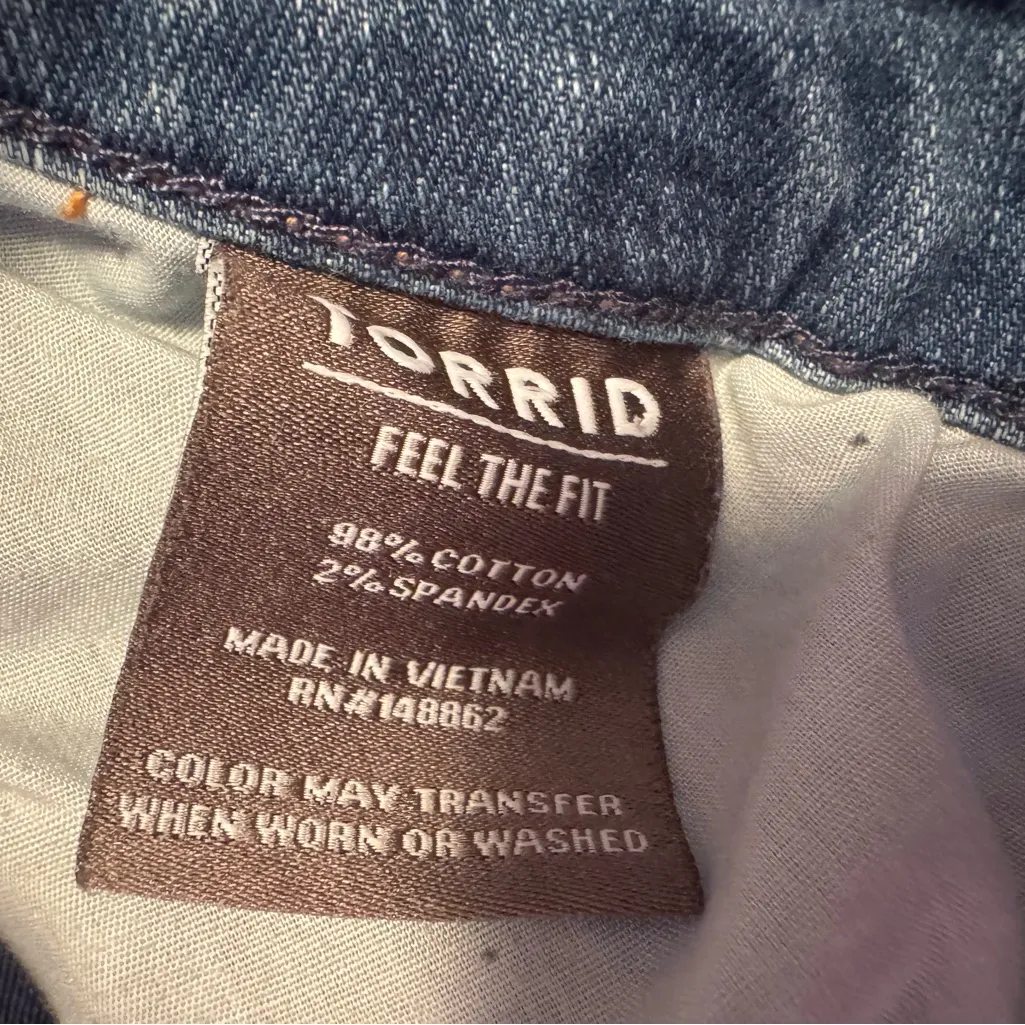 TORRID
FEEL THE FIT
98% COTTON
2% SPANDEX
MADE IN VIETNAM
RN#148862
COLOR MAY TRANSFER
WHEN WORN OR WASHED